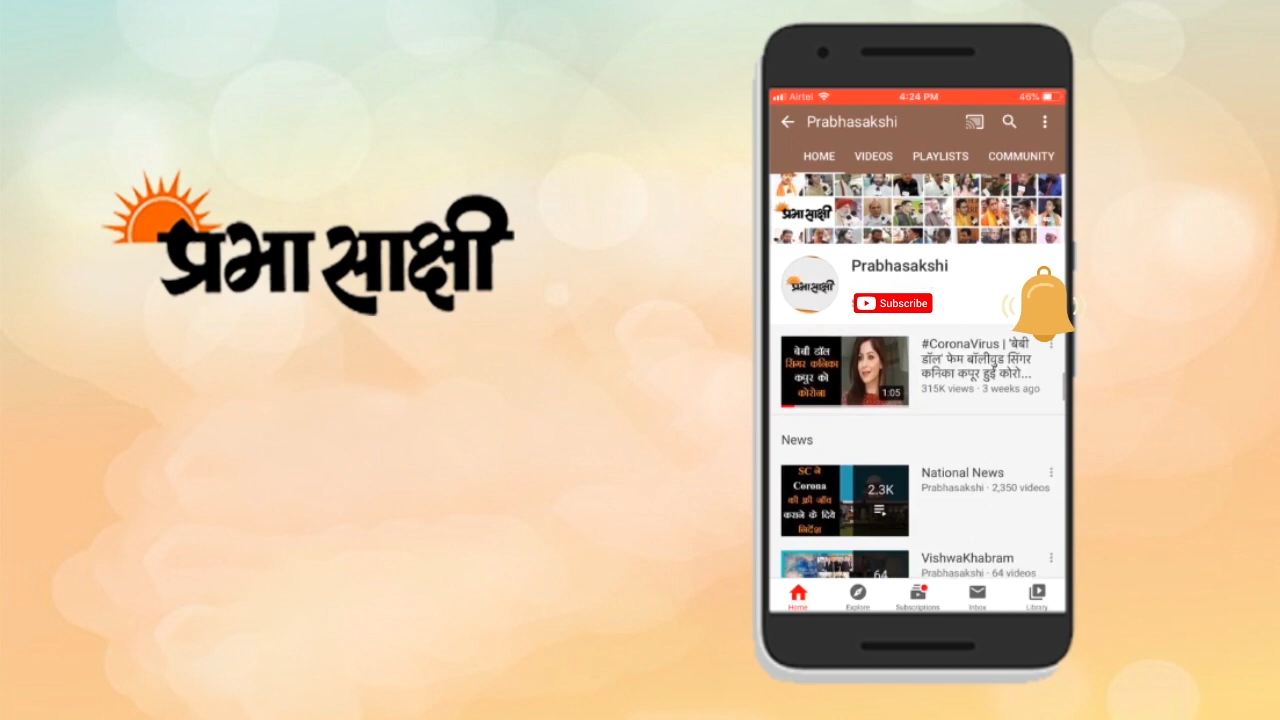 प्रभासाक्षी
Airtel 4:24 PM 46%
Prabhasakshi
HOME VIDEOS PLAYLISTS COMMUNITY
प्रभासाक्षी
Prabhasakshi
प्रभासाक्षी
Subscribe
बेबी डॉल
सिंगर कनिका
कपूर को
कोरोना
1:05
#CoronaVirus | 'बेबी
डॉल' फेम बॉलीवुड सिंगर
कनिका कपूर हुईं कोरो...
315K views · 3 weeks ago
News
SC ने
Corona
की फ्री जाँच
कराने के दिये
निर्देश
2.3K
National News
Prabhasakshi · 2,350 videos
64
VishwaKhabram
Prabhasakshi · 64 videos
Home Explore Subscriptions Inbox Library